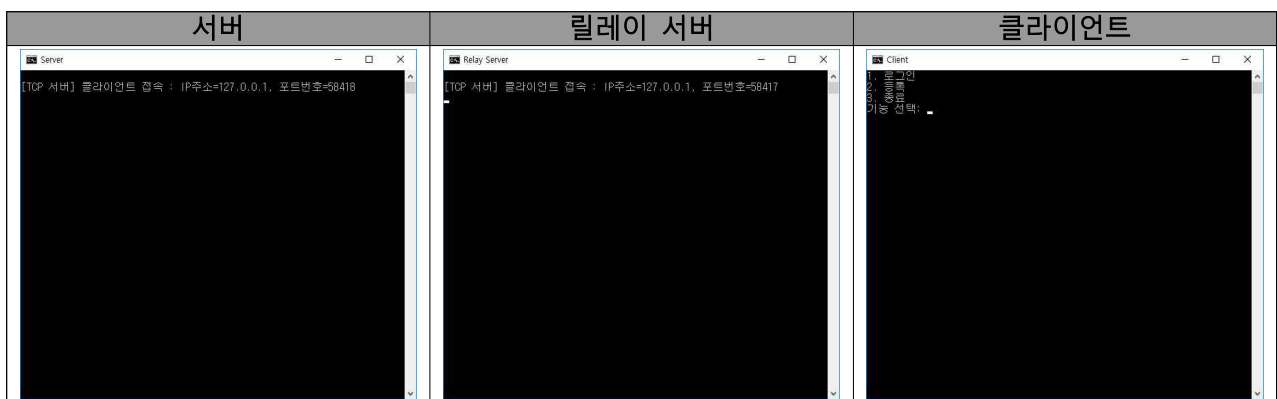 서버
릴레이 서버
클라이언트
Server
[TCP 서버] 클라이언트 접속 : IP주소=127.0.0.1, 포트번호=58418
Relay Server
[TCP 서버] 클라이언트 접속 : IP주소=127.0.0.1, 포트번호=58417
Client
1. 로그인
2. 등록
3. 종료
기능 선택: